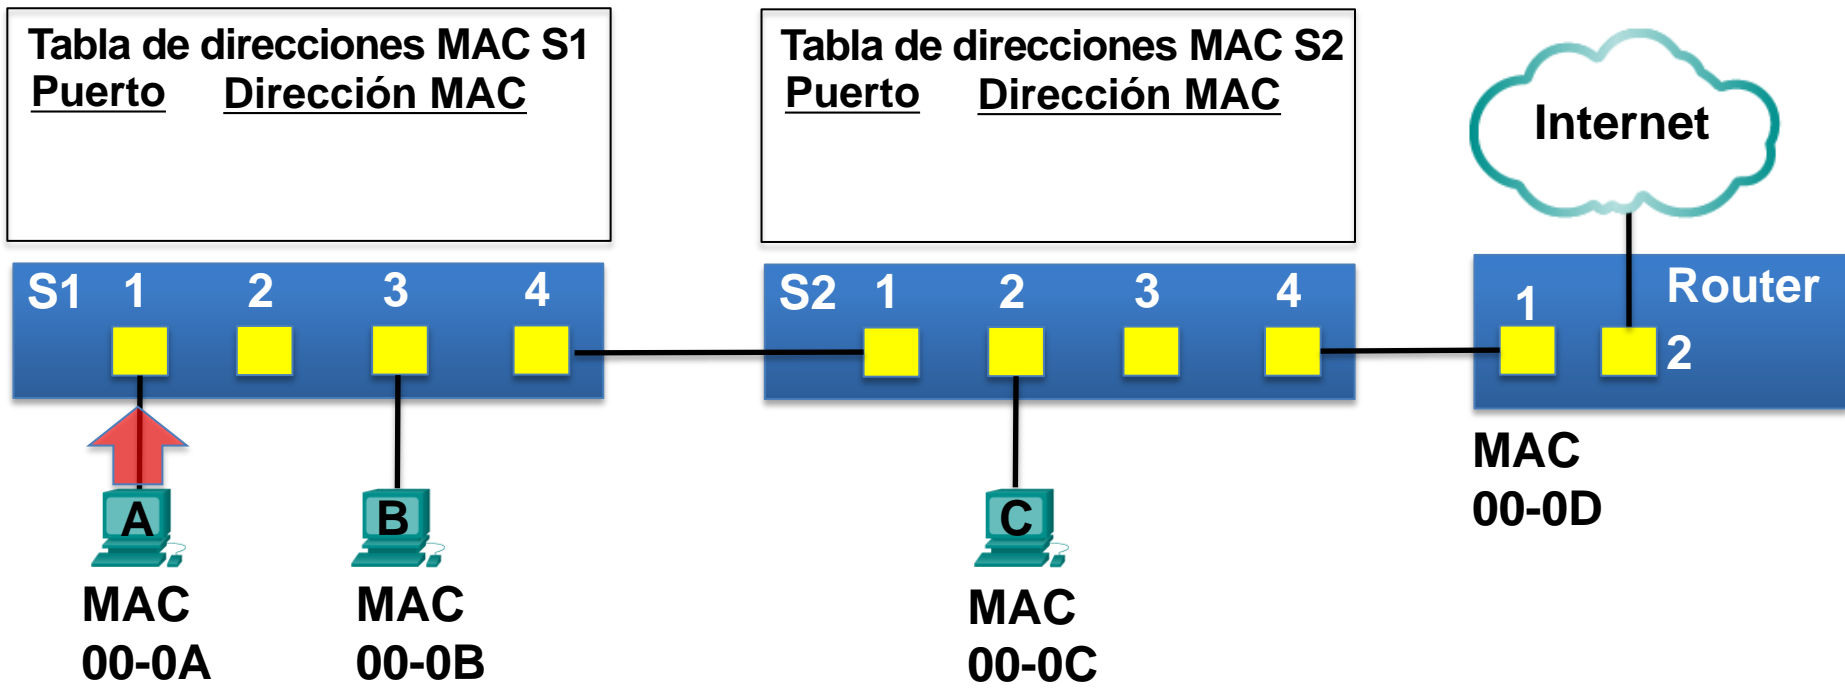 Tabla de direcciones MAC S1
Puerto Dirección MAC
Tabla de direcciones MAC S2
Puerto Dirección MAC
Internet
S1 1 2 3 4
S2 1 2 3 4
Router
1
2
A
B
C
MAC
00-0A
MAC
00-0B
MAC
00-0C
MAC
00-0D